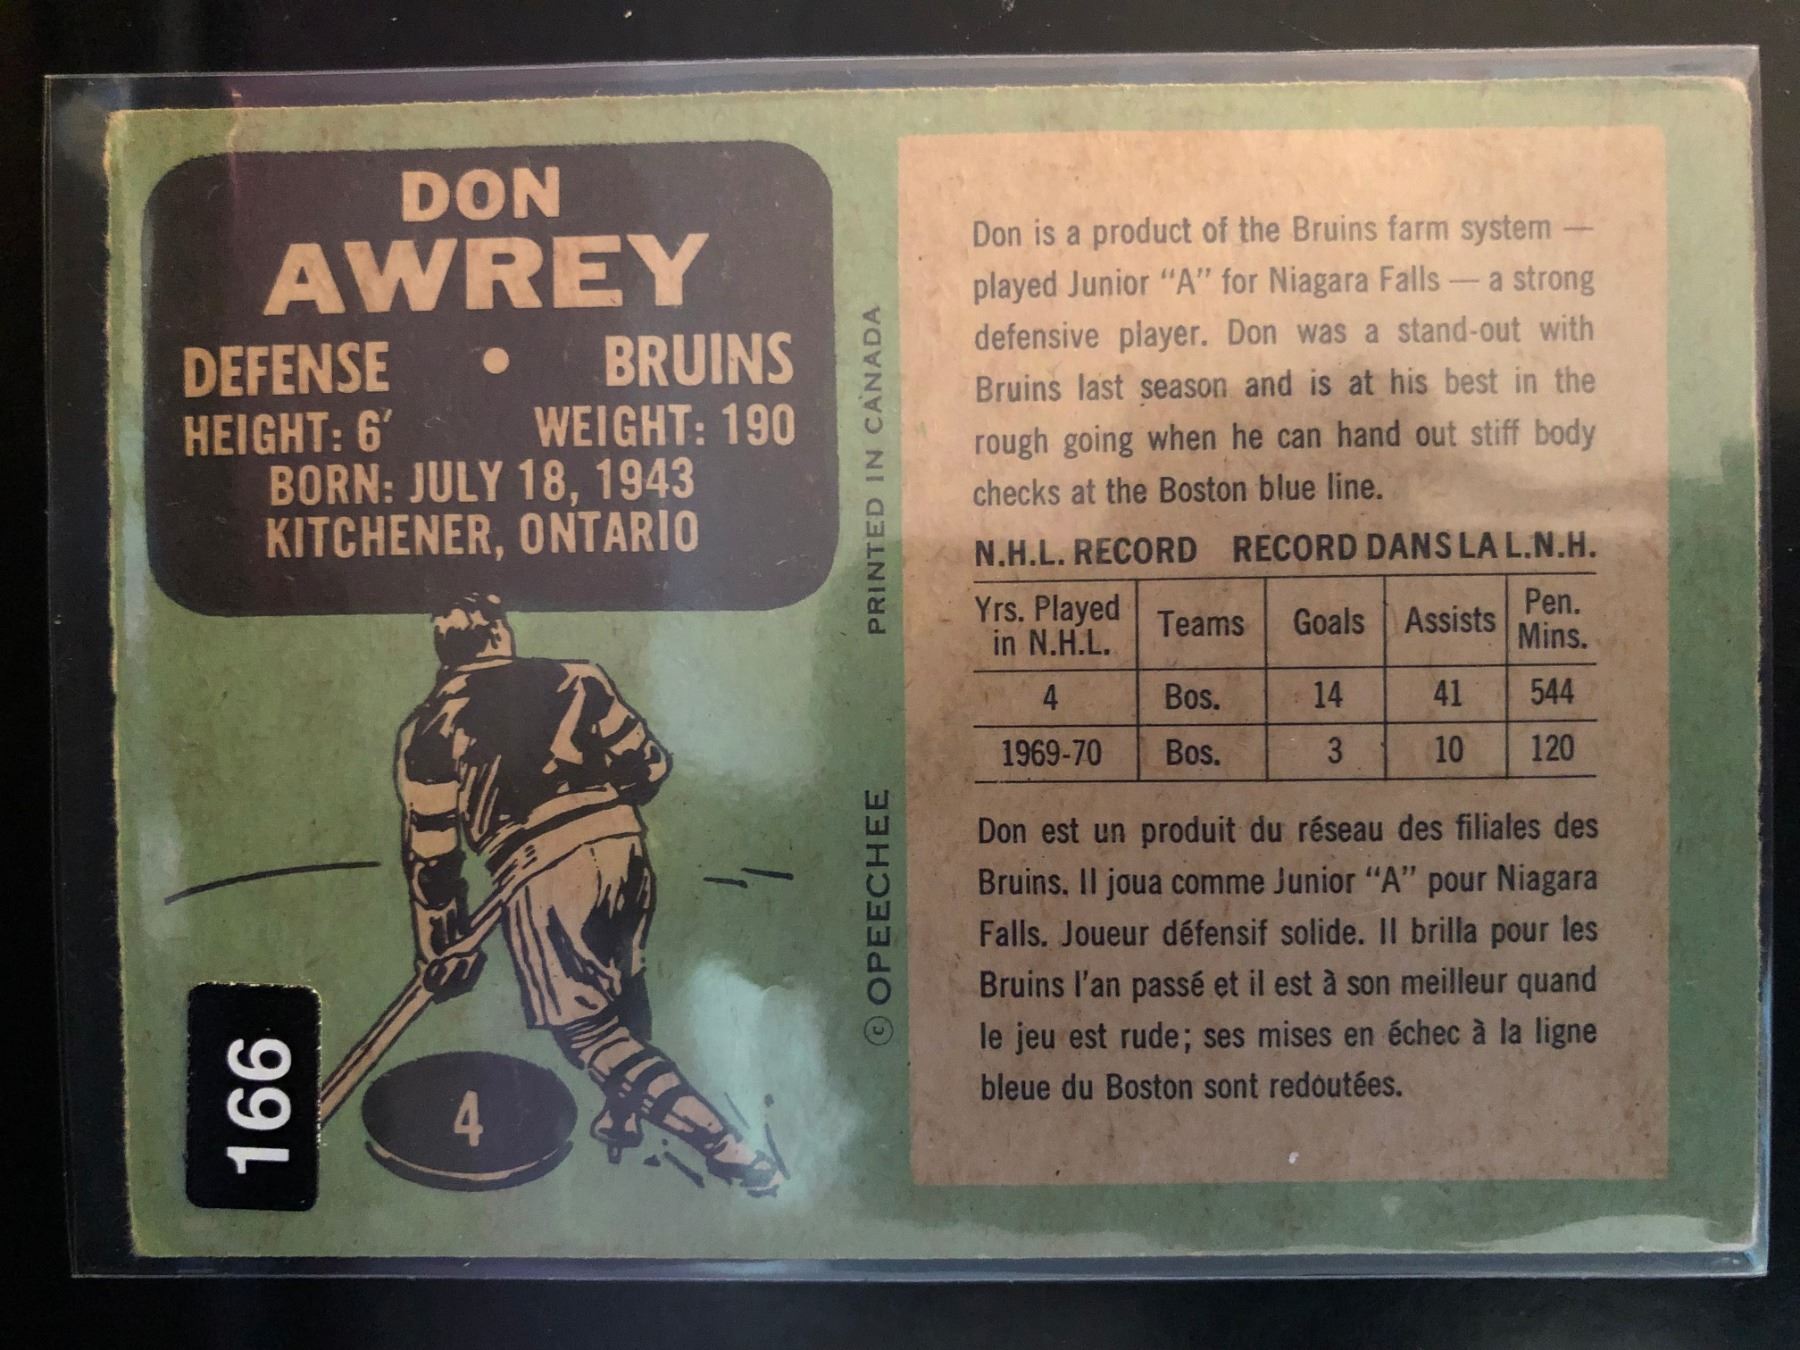 DON
AWREY
DEFENSE • BRUINS
HEIGHT: 6' WEIGHT: 190
BORN: JULY 18, 1943
KITCHENER, ONTARIO
166
4
© OPEECHEE PRINTED IN CANADA
Don is a product of the Bruins farm system —
played Junior “A” for Niagara Falls — a strong
defensive player. Don was a stand-out with
Bruins last season and is at his best in the
rough going when he can hand out stiff body
checks at the Boston blue line.
N.H.L. RECORD RECORD DANS LA L.N.H.
Yrs. Played in N.H.L. Teams Goals Assists Pen. Mins.
4 Bos. 14 41 544
1969-70 Bos. 3 10 120
Don est un produit du réseau des filiales des
Bruins. Il joua comme Junior “A” pour Niagara
Falls. Joueur défensif solide. Il brilla pour les
Bruins l'an passé et il est à son meilleur quand
le jeu est rude; ses mises en échec à la ligne
bleue du Boston sont redoutées.